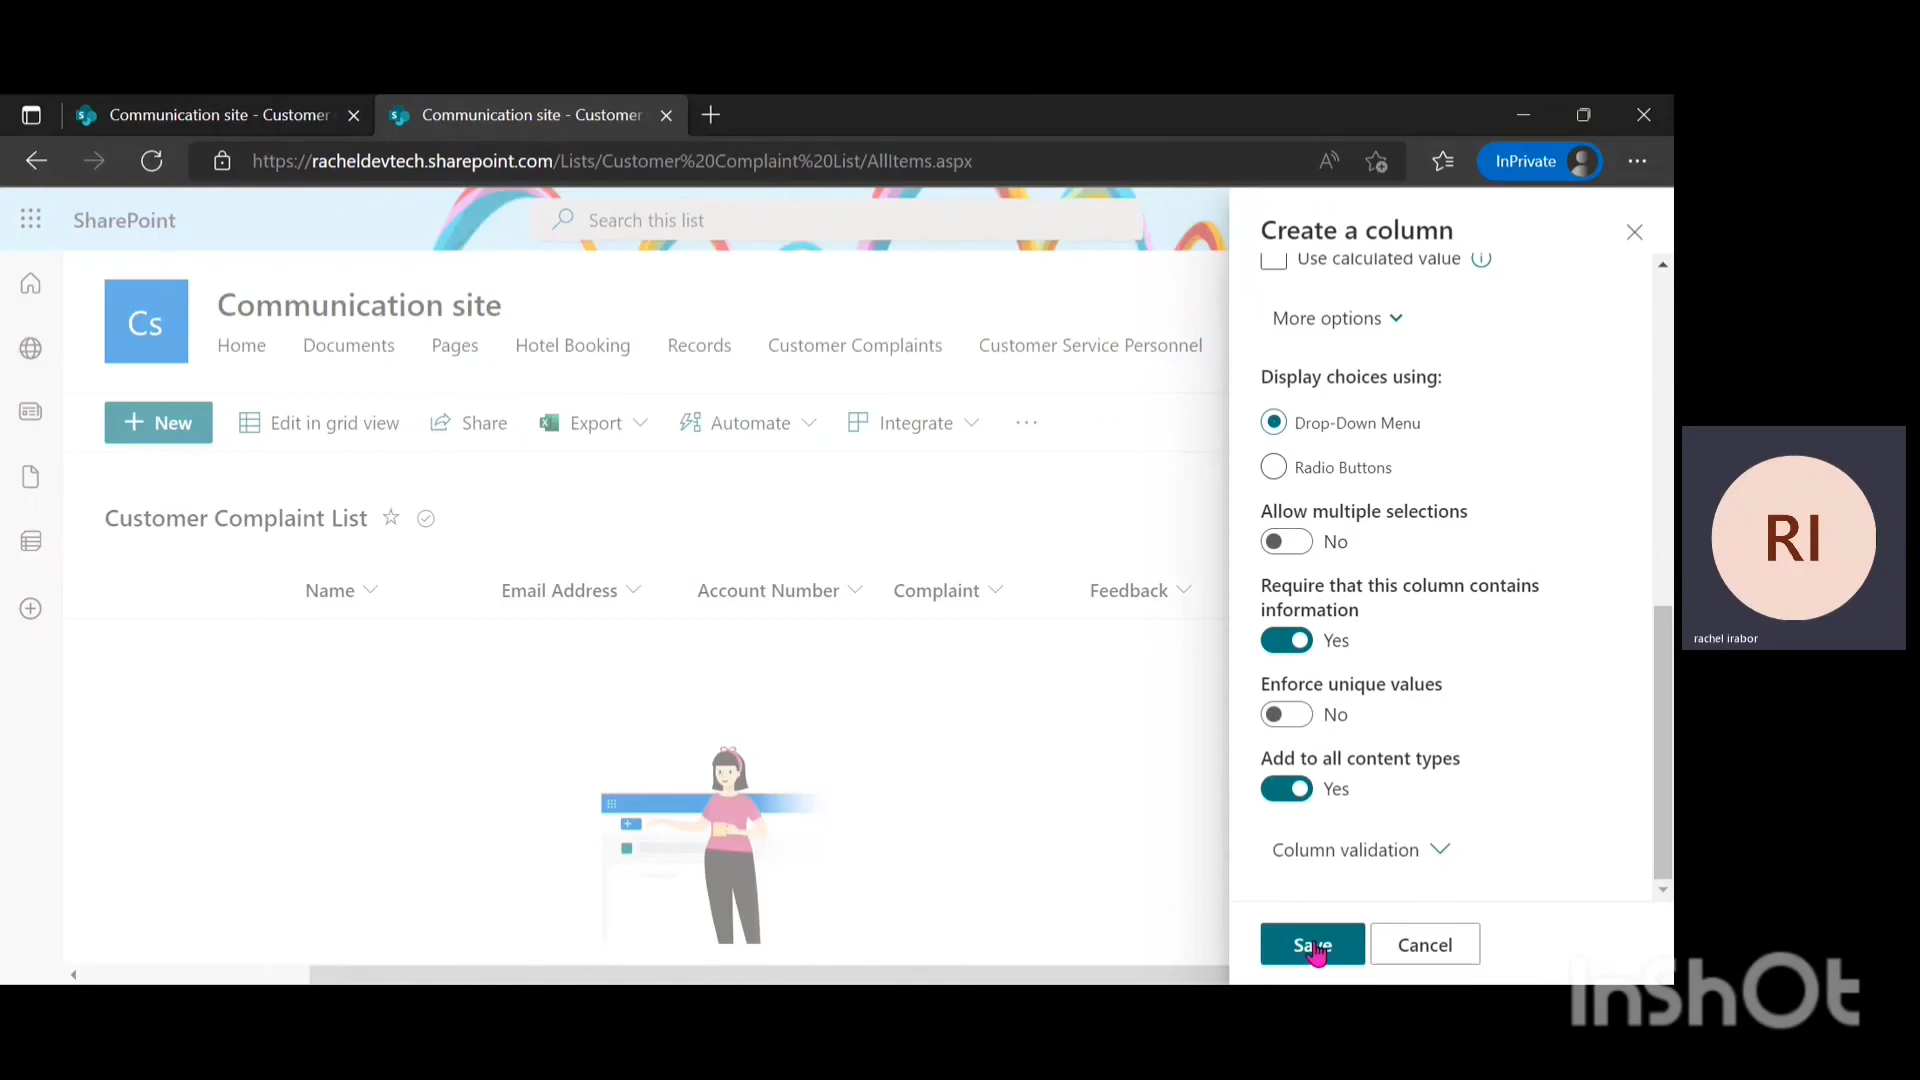 Communication site - Customer
Communication site - Customer
https://racheldevtech.sharepoint.com/Lists/Customer%20Complaint%20List/AllItems.aspx
InPrivate
SharePoint
Search this list
Cs
Communication site
Home
Documents
Pages
Hotel Booking
Records
Customer Complaints
Customer Service Personnel
New
Edit in grid view
Share
Export
Automate
Integrate
Customer Complaint List
Name
Email Address
Account Number
Complaint
Feedback
Create a column
Use calculated value
More options
Display choices using:
Drop-Down Menu
Radio Buttons
Allow multiple selections
No
Require that this column contains
information
Yes
Enforce unique values
No
Add to all content types
Yes
Column validation
Save
Cancel
RI
rachel irabor
InShOt